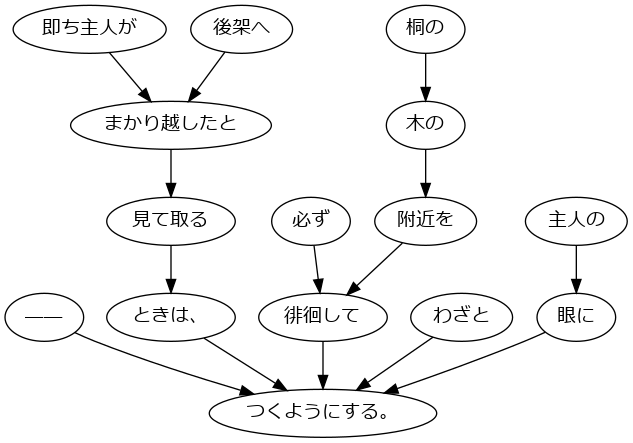 即ち主人が
後架へ
桐の
まかり越したと
木の
見て取る
必ず
附近を
主人の
――
ときは、
徘徊して
わざと
眼に
つくようにする。